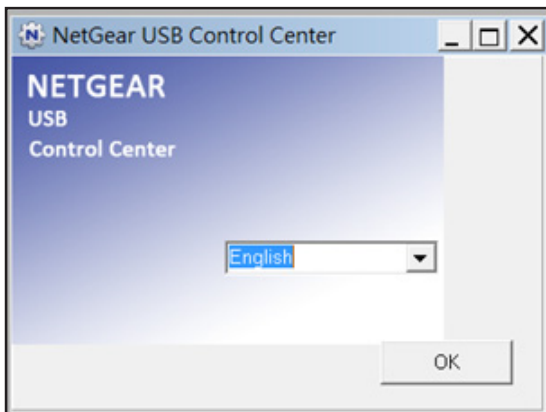 NetGear USB Control Center
NETGEAR
USB
Control Center
English
OK